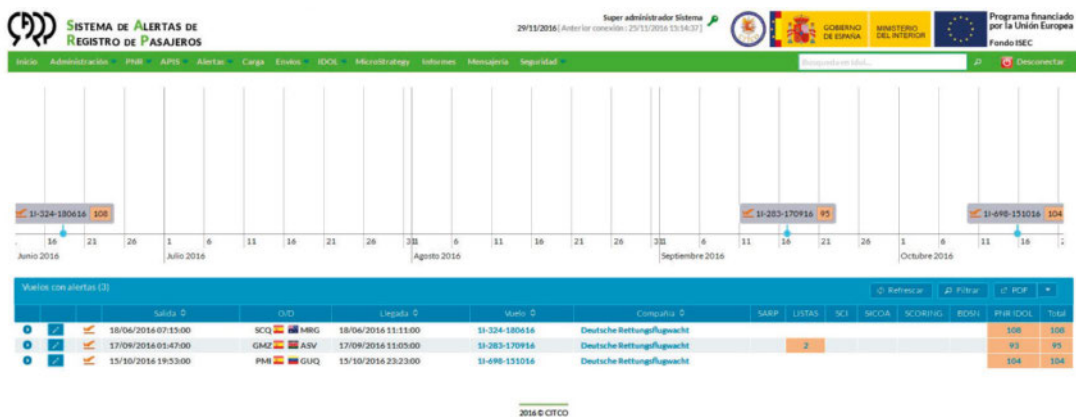 SISTEMA DE ALERTAS DE
REGISTRO DE PASAJEROS
Super administrador Sistema
29/11/2016 [Anterior conexión: 25/11/2016 15:14:37]
GOBIERNO
DE ESPAÑA
MINISTERIO
DEL INTERIOR
Programa financiado
por la Unión Europea
Fondo ISEC
Inicio Administración PNR APIS Alertas Carga Envíos IDOL MicroStrategy Informes Mensajería Seguridad Búsqueda en Idol... Desconectar
1I-324-180616 108 1I-283-170916 95 1I-698-151016 104
16 21 26 1 6 11 16 21 26 31 6 11 16 21 26 31 6 11 16 21 26 1 6 11 16
Junio 2016 Julio 2016 Agosto 2016 Septiembre 2016 Octubre 2016
Vuelos con alertas (3) Refrescar Filtrar PDF
Salida O/D Llegada Vuelo Compañía SARP LISTAS SCI SICOA SCORING BDSN PNR IDOL Total
18/06/2016 07:15:00 SCQ MRG 18/06/2016 11:11:00 1I-324-180616 Deutsche Rettungsflugwacht 108 108
17/09/2016 01:47:00 GMZ ASV 17/09/2016 11:05:00 1I-283-170916 Deutsche Rettungsflugwacht 2 93 95
15/10/2016 19:53:00 PMI GUQ 15/10/2016 23:23:00 1I-698-151016 Deutsche Rettungsflugwacht 104 104
2016 © CITCO